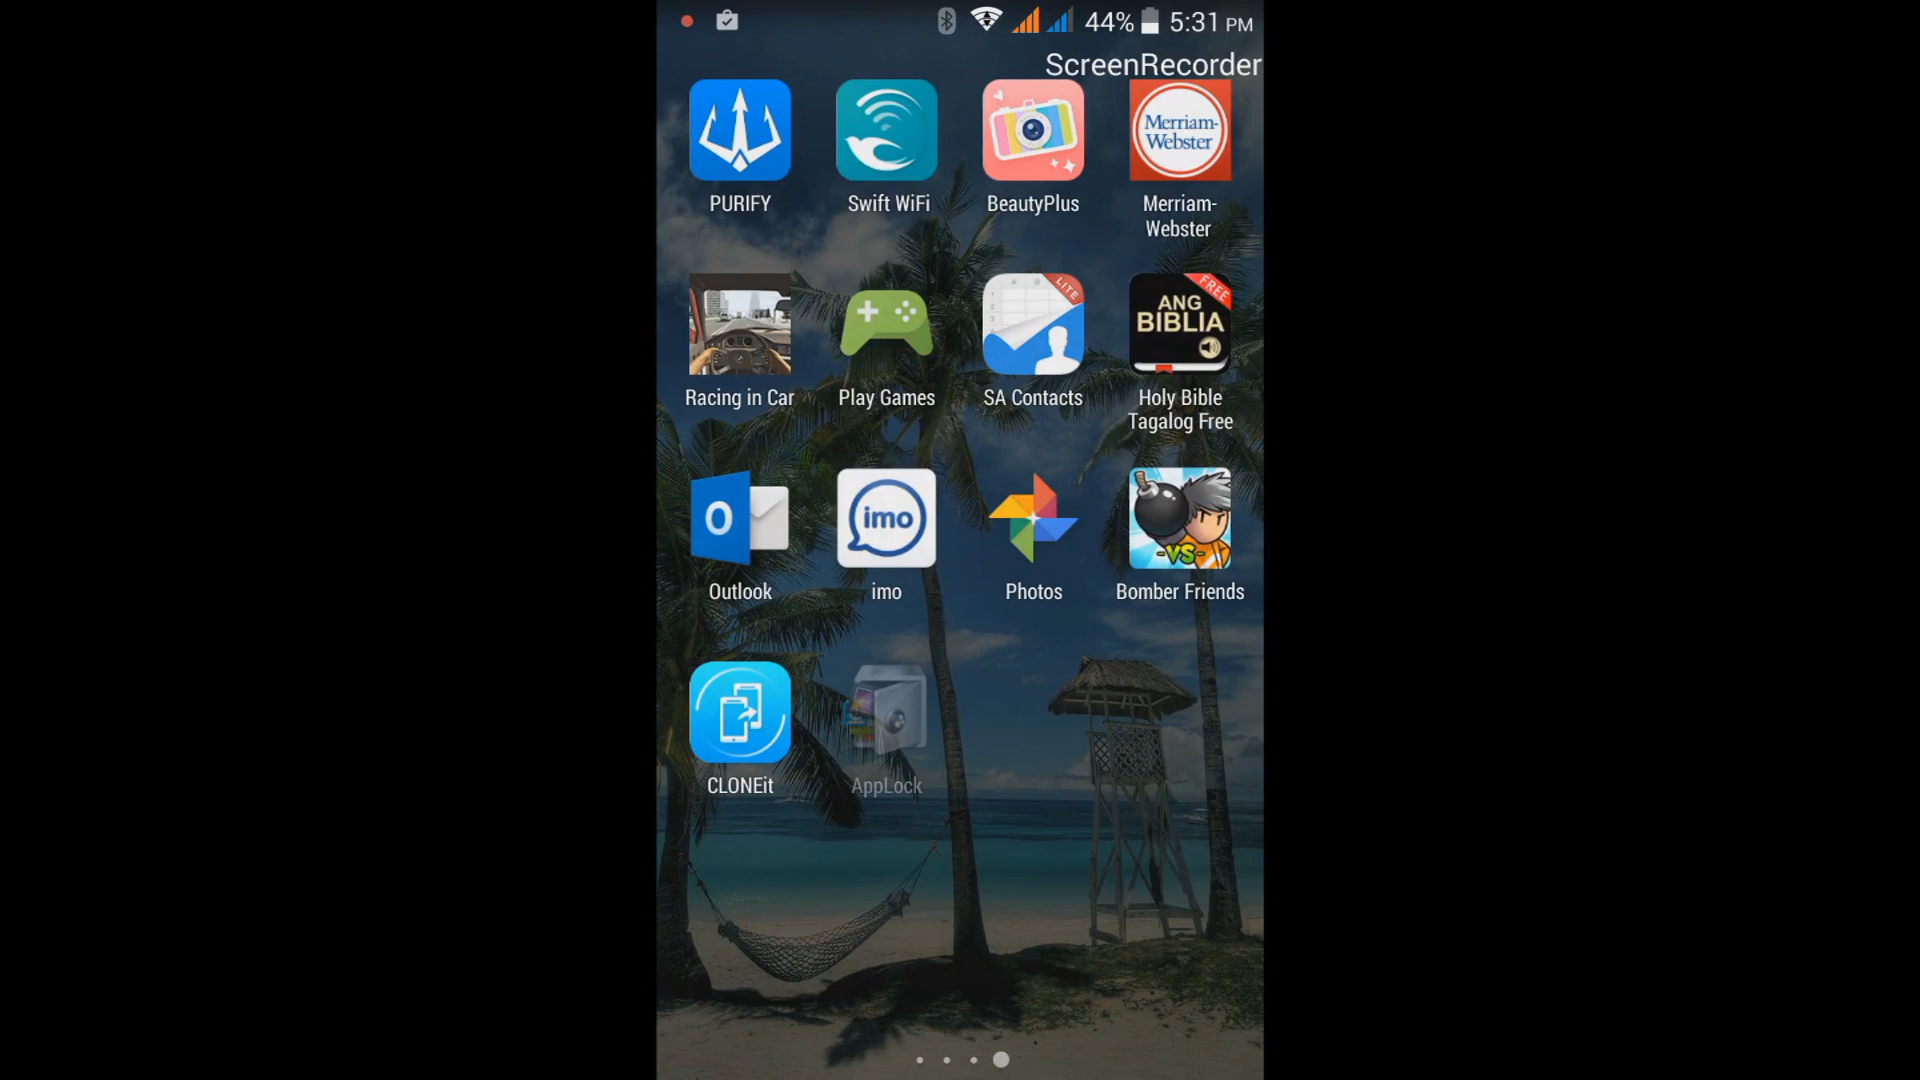 44% 5:31 PM
ScreenRecorder
Merriam-
Webster
PURIFY Swift WiFi BeautyPlus Merriam-
Webster
A B LITE
FREE
ANG
BIBLIA
Racing in Car Play Games SA Contacts Holy Bible
Tagalog Free
O imo
-VS-
Outlook imo Photos Bomber Friends
CLONEit AppLock